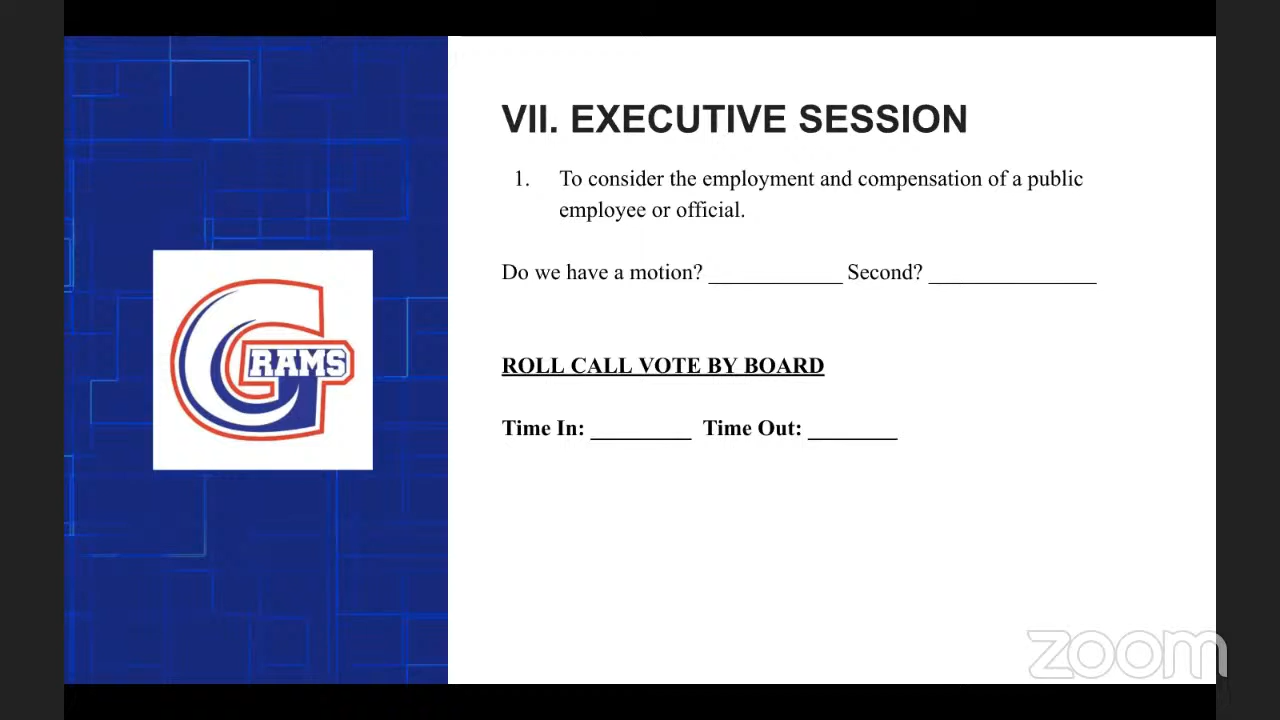 VII. EXECUTIVE SESSION
1. To consider the employment and compensation of a public
employee or official.
Do we have a motion? ____________ Second? _______________
RAMS
ROLL CALL VOTE BY BOARD
Time In: _________ Time Out: ________
zoom